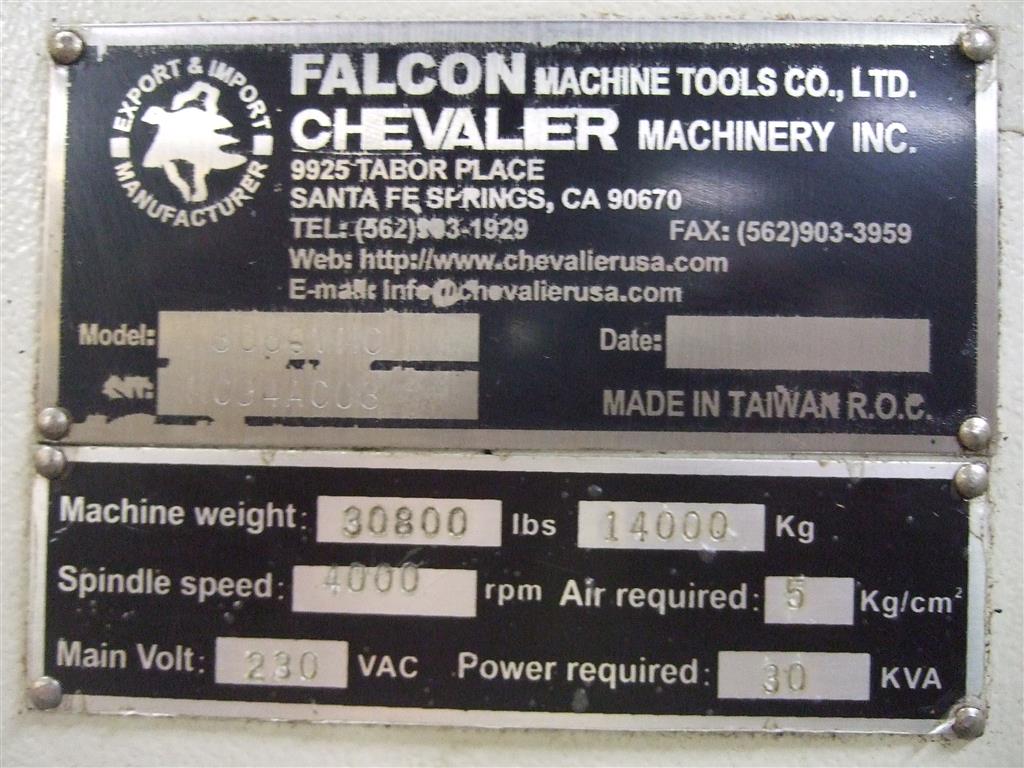 EXPORT & IMPORT
MANUFACTURER
FALCON MACHINE TOOLS CO., LTD.
CHEVALIER MACHINERY INC.
9925 TABOR PLACE
SANTA FE SPRINGS, CA 90670
TEL: (562)903-1929 FAX: (562)903-3959
Web: http://www.chevalierusa.com
E-mail: info@chevalierusa.com
Model: Date:
MADE IN TAIWAN R.O.C.
Machine weight: 30800 lbs 14000 Kg
Spindle speed: 4000 rpm Air required: 5 Kg/cm²
Main Volt: 230 VAC Power required: 30 KVA